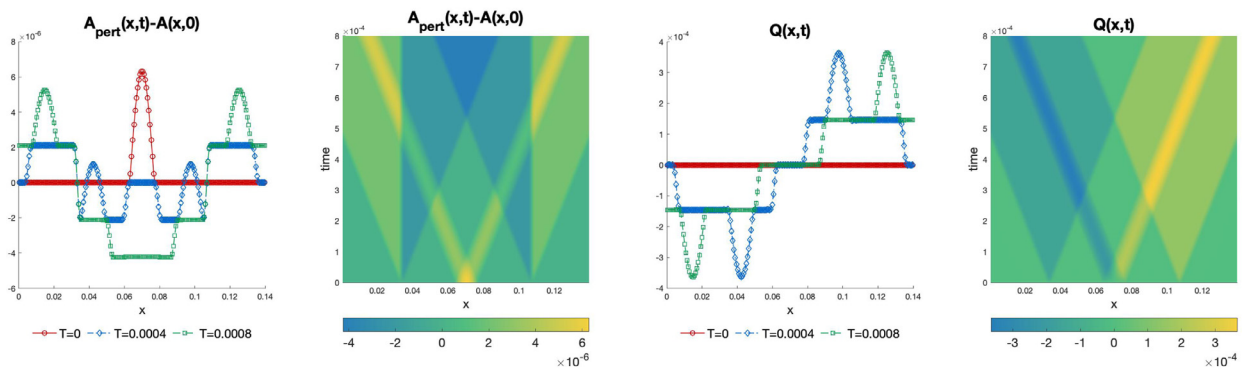 A_pert(x,t)-A(x,0)
×10^-6
8
6
4
2
0
-2
-4
-6
0 0.02 0.04 0.06 0.08 0.1 0.12 0.14
x
T=0 T=0.0004 T=0.0008
A_pert(x,t)-A(x,0)
×10^-4
8
7
6
5
4
3
2
1
0
time
0.02 0.04 0.06 0.08 0.1 0.12
x
-4 -2 0 2 4 6
×10^-6
Q(x,t)
×10^-4
4
3
2
1
0
-1
-2
-3
-4
0 0.02 0.04 0.06 0.08 0.1 0.12 0.14
x
T=0 T=0.0004 T=0.0008
Q(x,t)
×10^-4
8
7
6
5
4
3
2
1
0
time
0.02 0.04 0.06 0.08 0.1 0.12
x
-3 -2 -1 0 1 2 3
×10^-4